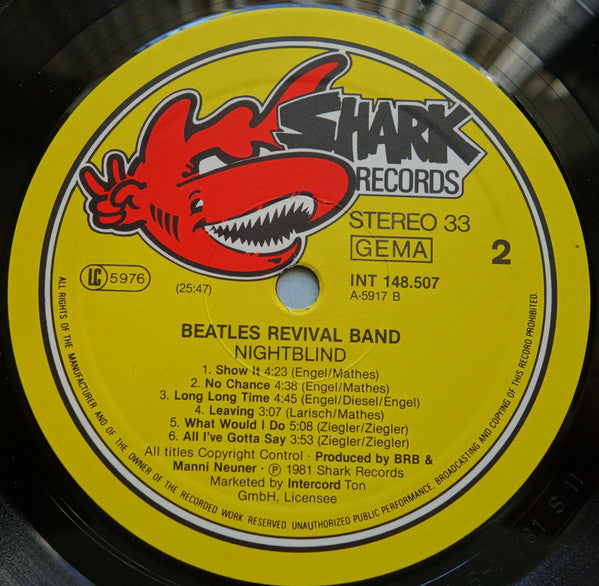 SHARK
RECORDS
STEREO 33
GEMA
2
LC 5976
(25:47)
INT 148.507
A-5917 B
BEATLES REVIVAL BAND
NIGHTBLIND
1. Show It 4:23 (Engel/Mathes)
2. No Chance 4:38 (Engel/Mathes)
3. Long Long Time 4:45 (Engel/Diesel/Engel)
4. Leaving 3:07 (Larisch/Mathes)
5. What Would I Do 5:08 (Ziegler/Ziegler)
6. All I've Gotta Say 3:53 (Ziegler/Ziegler)
All titles Copyright Control · Produced by BRB &
Manni Neuner · Ⓟ 1981 Shark Records
Marketed by Intercord Ton
GmbH, Licensee
ALL RIGHTS OF THE MANUFACTURER AND OF THE OWNER OF THE RECORDED WORK RESERVED. UNAUTHORIZED PUBLIC PERFORMANCE, BROADCASTING AND COPYING OF THIS RECORD PROHIBITED.